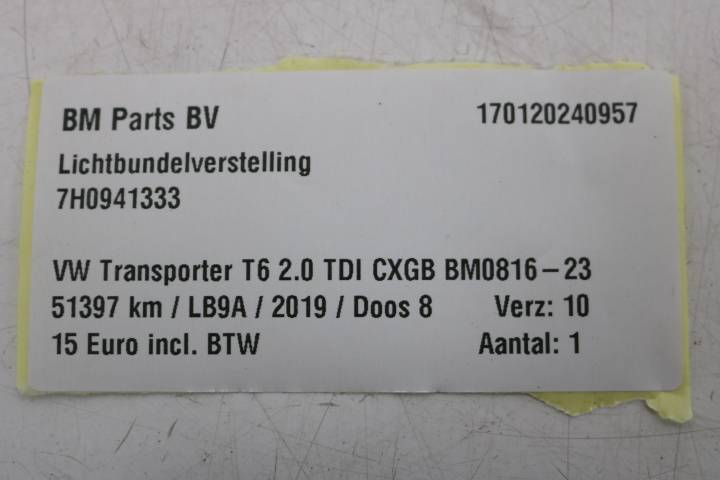 BM Parts BV 170120240957
Lichtbundelverstelling
7H0941333
VW Transporter T6 2.0 TDI CXGB BM0816-23
51397 km / LB9A / 2019 / Doos 8 Verz: 10
15 Euro incl. BTW Aantal: 1